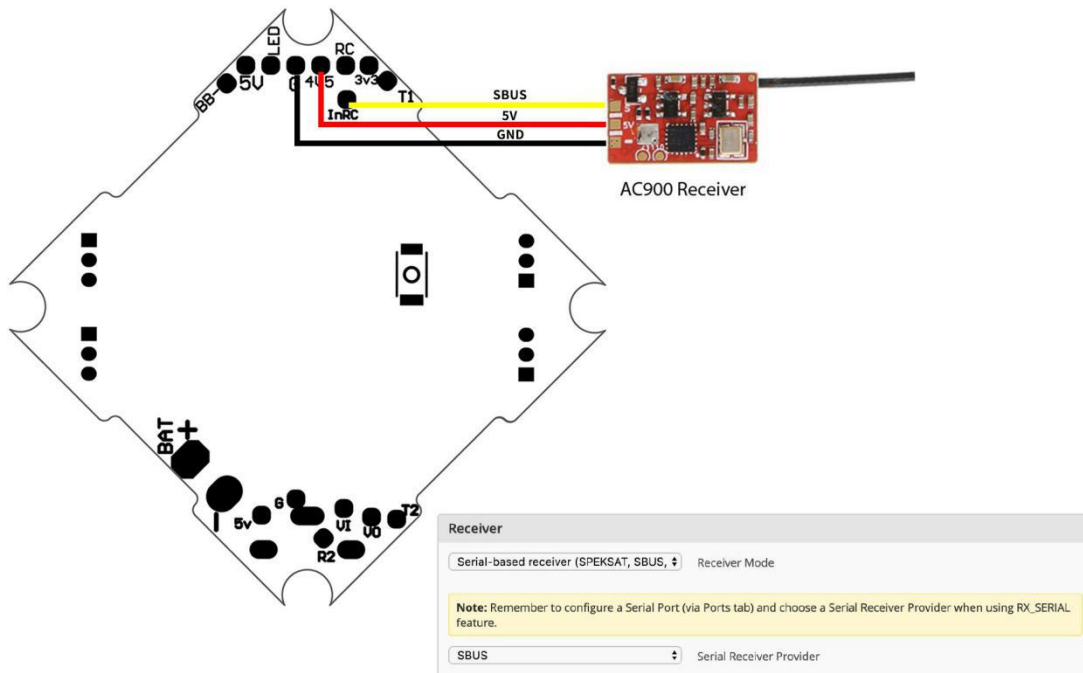 LED
RC
BB-
5V
G
4V5
3v3
T1
InRC
SBUS
5V
GND
5V
AC900 Receiver
BAT
+
-
5v
G
VI
VO
T2
R2
Receiver
Serial-based receiver (SPEKSAT, SBUS, Receiver Mode
Note: Remember to configure a Serial Port (via Ports tab) and choose a Serial Receiver Provider when using RX_SERIAL
feature.
SBUS Serial Receiver Provider